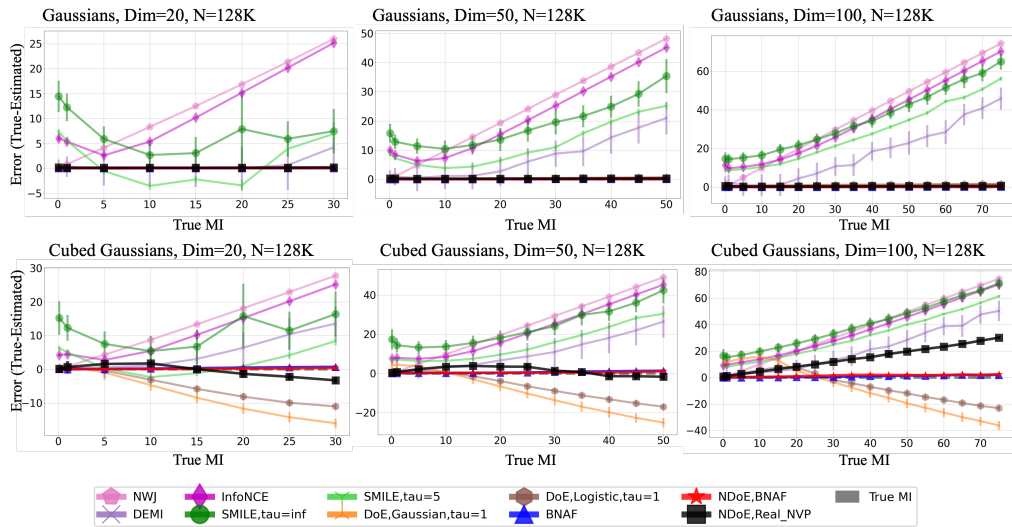 Gaussians, Dim=20, N=128K
Gaussians, Dim=50, N=128K
Gaussians, Dim=100, N=128K
Error (True-Estimated)
25
20
15
10
5
0
−5
0 5 10 15 20 25 30
True MI
50
40
30
20
10
0
0 10 20 30 40 50
True MI
60
40
20
0
0 10 20 30 40 50 60 70
True MI
Cubed Gaussians, Dim=20, N=128K
Cubed Gaussians, Dim=50, N=128K
Cubed Gaussians, Dim=100, N=128K
Error (True-Estimated)
30
20
10
0
−10
0 5 10 15 20 25 30
True MI
40
20
0
−20
0 10 20 30 40 50
True MI
80
60
40
20
0
−20
−40
0 10 20 30 40 50 60 70
True MI
NWJ
InfoNCE
SMILE,tau=5
DoE,Logistic,tau=1
NDoE,BNAF
True MI
DEMI
SMILE,tau=inf
DoE,Gaussian,tau=1
BNAF
NDoE,Real_NVP